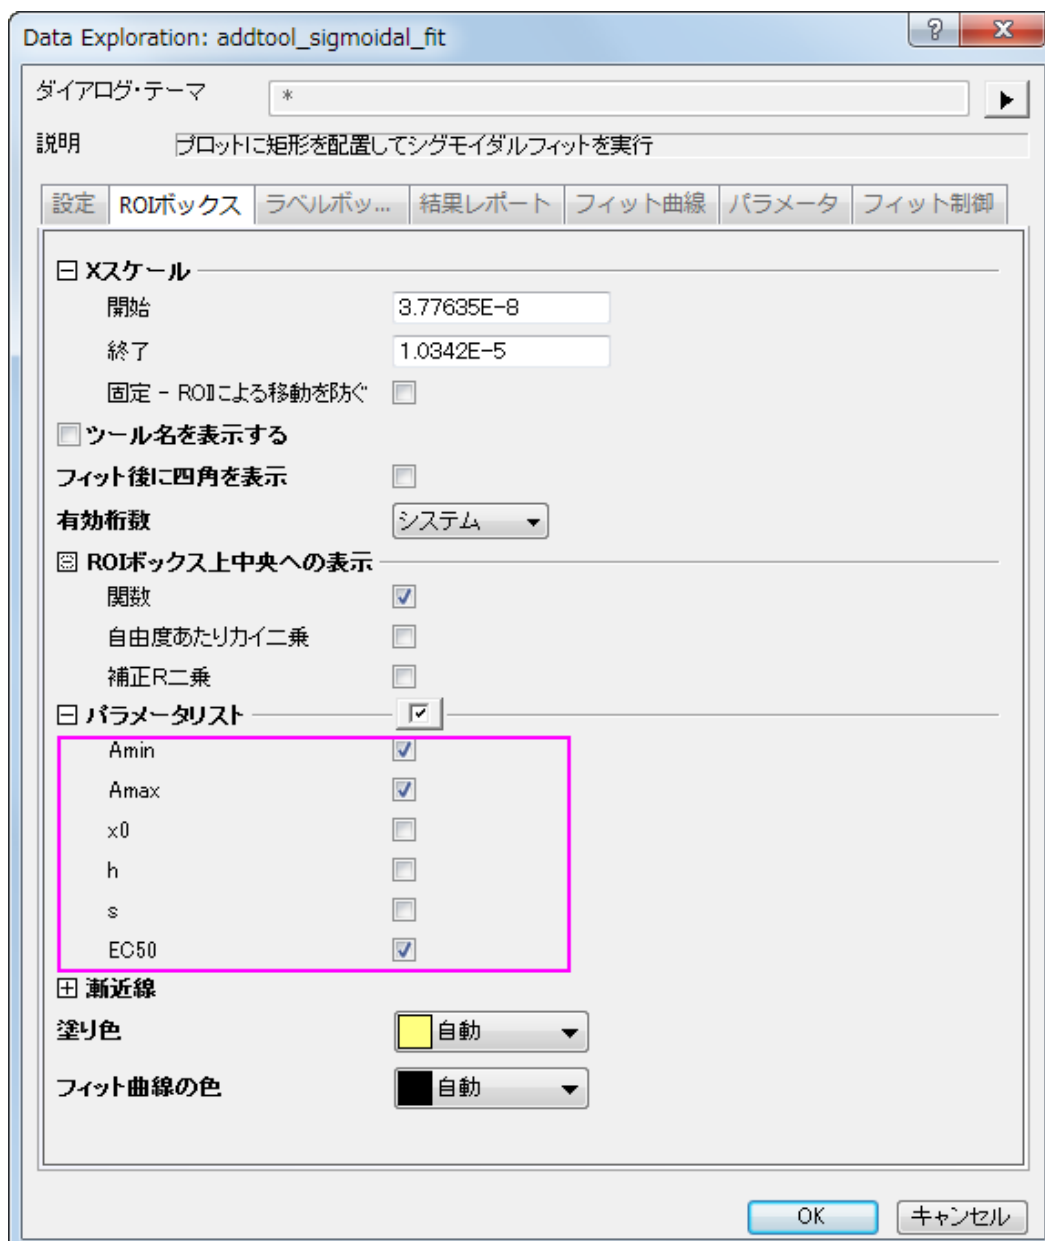 Data Exploration: addtool_sigmoidal_fit
ダイアログ・テーマ *
説明 プロットに矩形を配置してシグモイダルフィットを実行
設定 ROIボックス ラベルボッ... 結果レポート フィット曲線 パラメータ フィット制御
Xスケール
開始 3.77635E-8
終了 1.0342E-5
固定 - ROIによる移動を防ぐ
ツール名を表示する
フィット後に四角を表示
有効桁数 システム
ROIボックス上中央への表示
関数
自由度あたりカイ二乗
補正R二乗
パラメータリスト
Amin
Amax
x0
h
s
EC50
漸近線
塗り色 自動
フィット曲線の色 自動
OK キャンセル